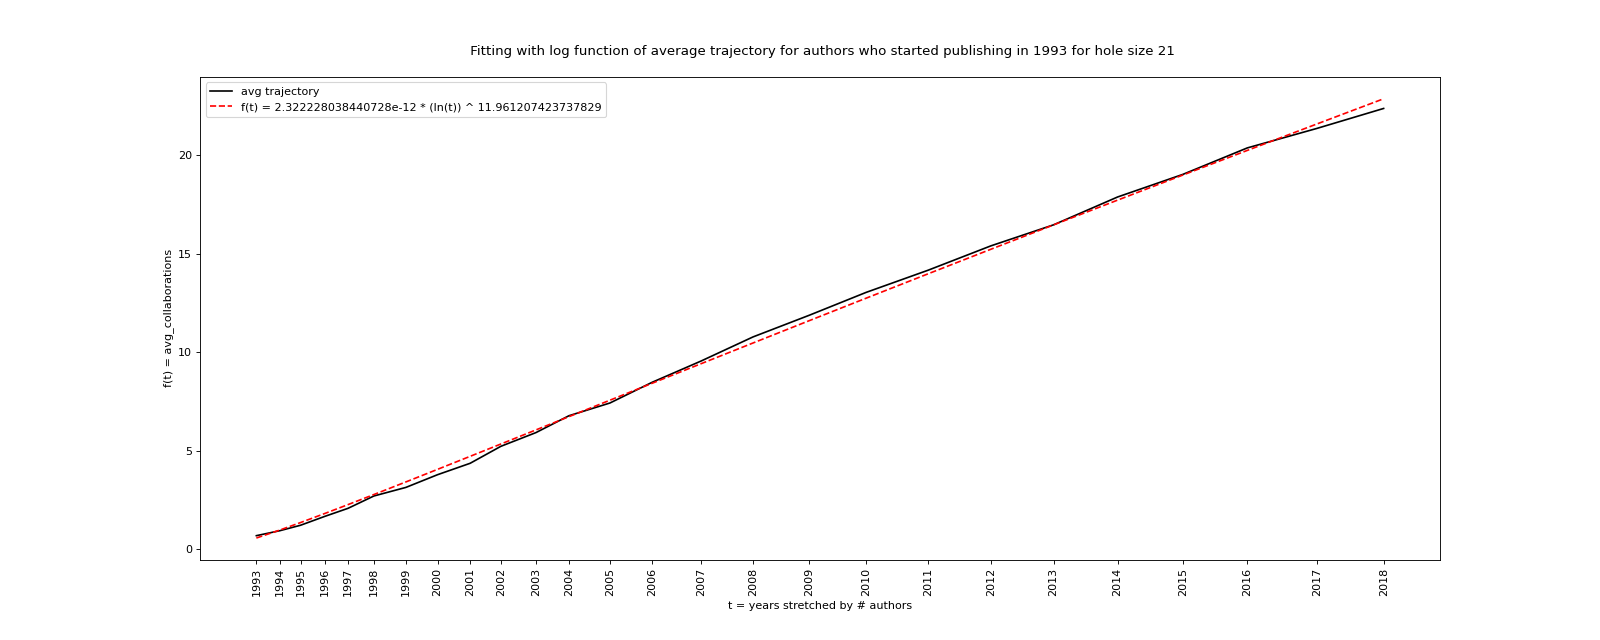 Fitting with log function of average trajectory for authors who started publishing in 1993 for hole size 21
avg trajectory
f(t) = 2.322228038440728e-12 * (ln(t)) ^ 11.961207423737829
f(t) = avg_collaborations
20
15
10
5
0
1993 1994 1995 1996 1997 1998 1999 2000 2001 2002 2003 2004 2005 2006 2007 2008 2009 2010 2011 2012 2013 2014 2015 2016 2017 2018
t = years stretched by # authors